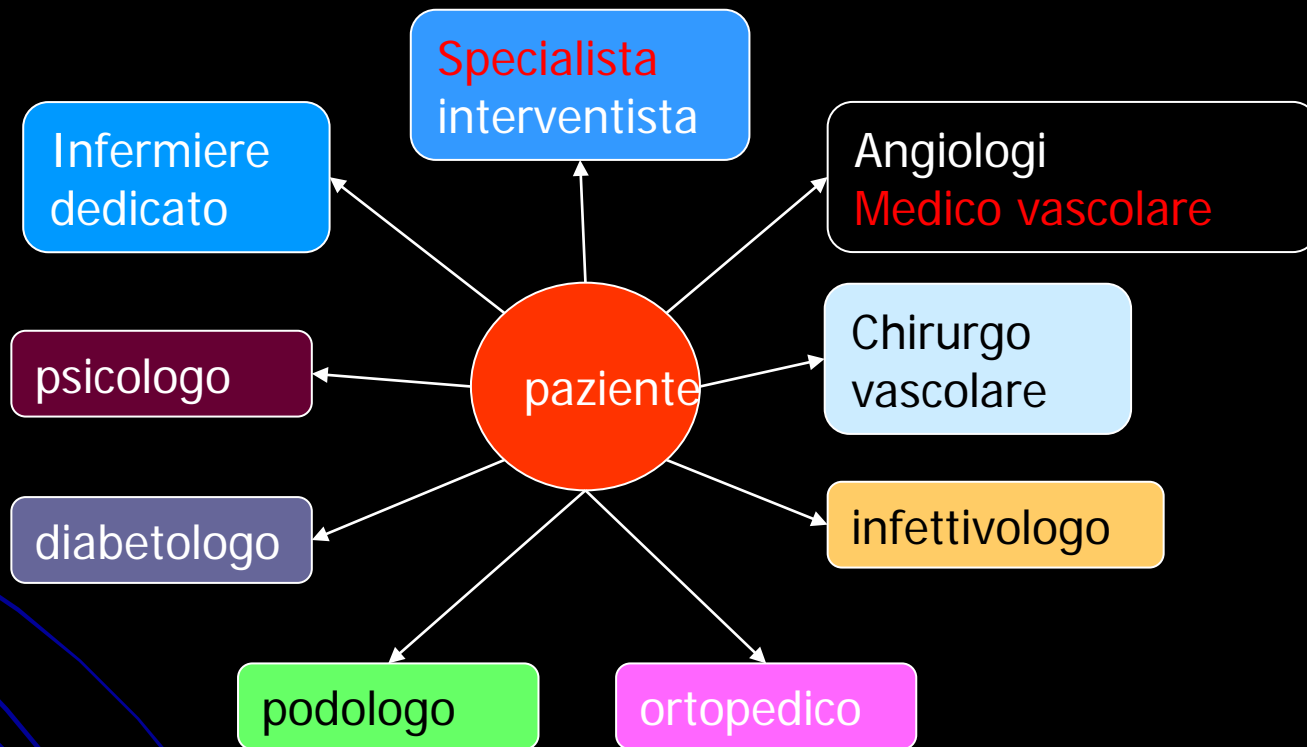 Specialista
interventista
Infermiere
dedicato
Angiologi
Medico vascolare
Chirurgo
vascolare
psicologo
paziente
diabetologo
infettivologo
podologo
ortopedico